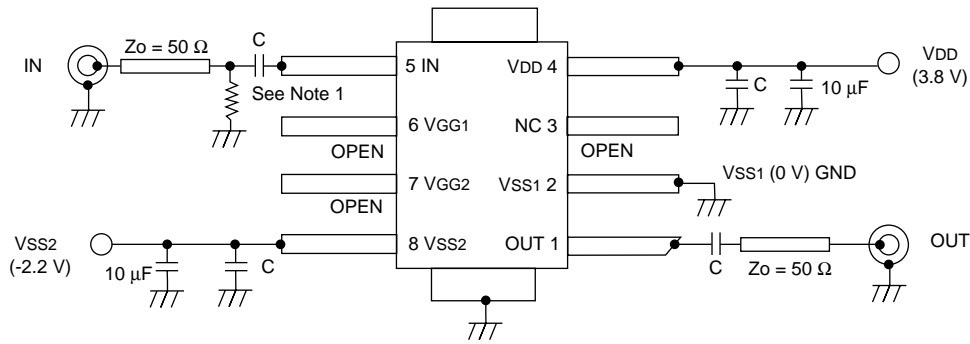 IN
Zo = 50 Ω
C
See Note 1
5 IN
VDD 4
C
10 μF
VDD
(3.8 V)
6 VGG1
OPEN
NC 3
OPEN
7 VGG2
OPEN
VSS1 2
VSS1 (0 V) GND
VSS2
(-2.2 V)
10 μF
C
8 VSS2
OUT 1
C
Zo = 50 Ω
OUT